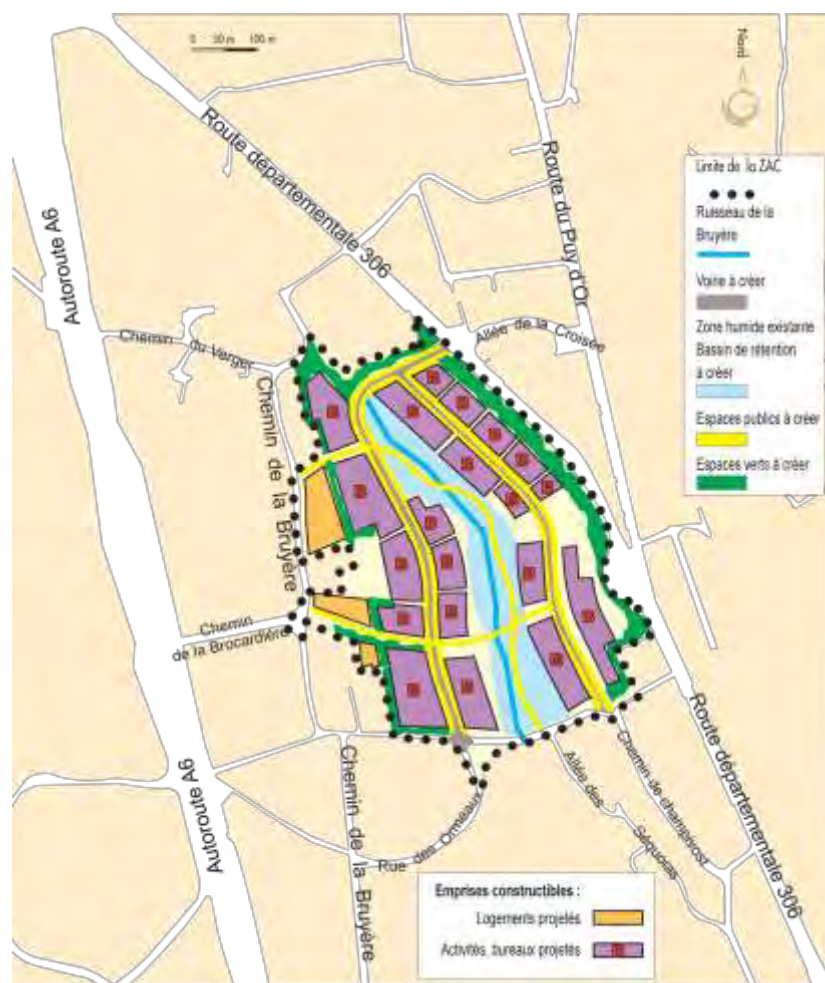 0 50 m 100 m
Nord
Route départementale 306
Route du Puy d'Or
Autoroute A6
Limite de la ZAC
Ruisseau de la
Bruyère
Voirie à créer
Zone humide existante
Bassin de rétention
à créer
Espaces publics à créer
Espaces verts à créer
Allée de la Croisée
Chemin du Verger
Chemin de la Bruyère
Chemin
de la Brocardière
Autoroute A6
Chemin de la Bruyère
Rue des Ormeaux
Allée des Séquoias
Chemin de champivost
Route départementale 306
Emprises constructibles :
Logements projetés
Activités, bureaux projetés